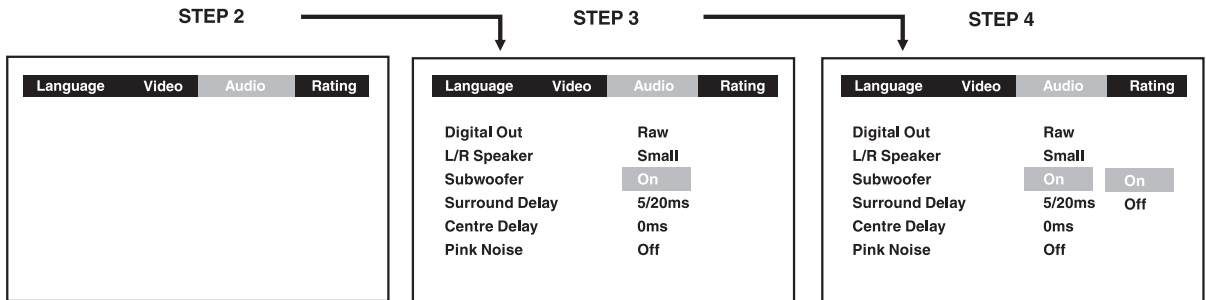 STEP 2
STEP 3
STEP 4
Language Video Audio Rating
Language Video Audio Rating
Digital Out Raw
L/R Speaker Small
Subwoofer On
Surround Delay 5/20ms
Centre Delay 0ms
Pink Noise Off
Language Video Audio Rating
Digital Out Raw
L/R Speaker Small
Subwoofer On On
Surround Delay 5/20ms Off
Centre Delay 0ms
Pink Noise Off